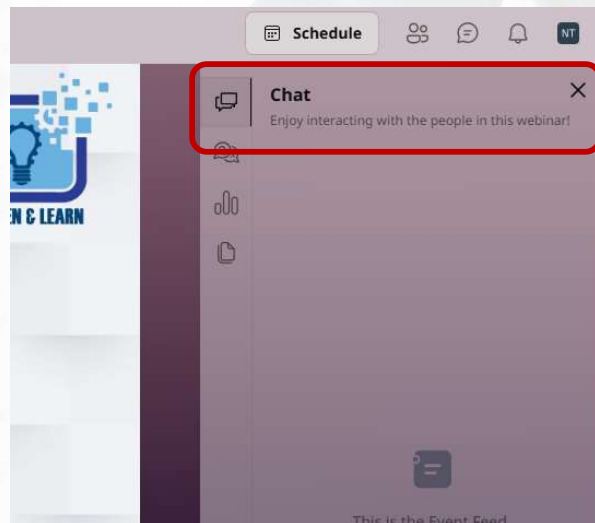 Schedule
NT
Chat
Enjoy interacting with the people in this webinar!
EN & LEARN
This is the Event Feed